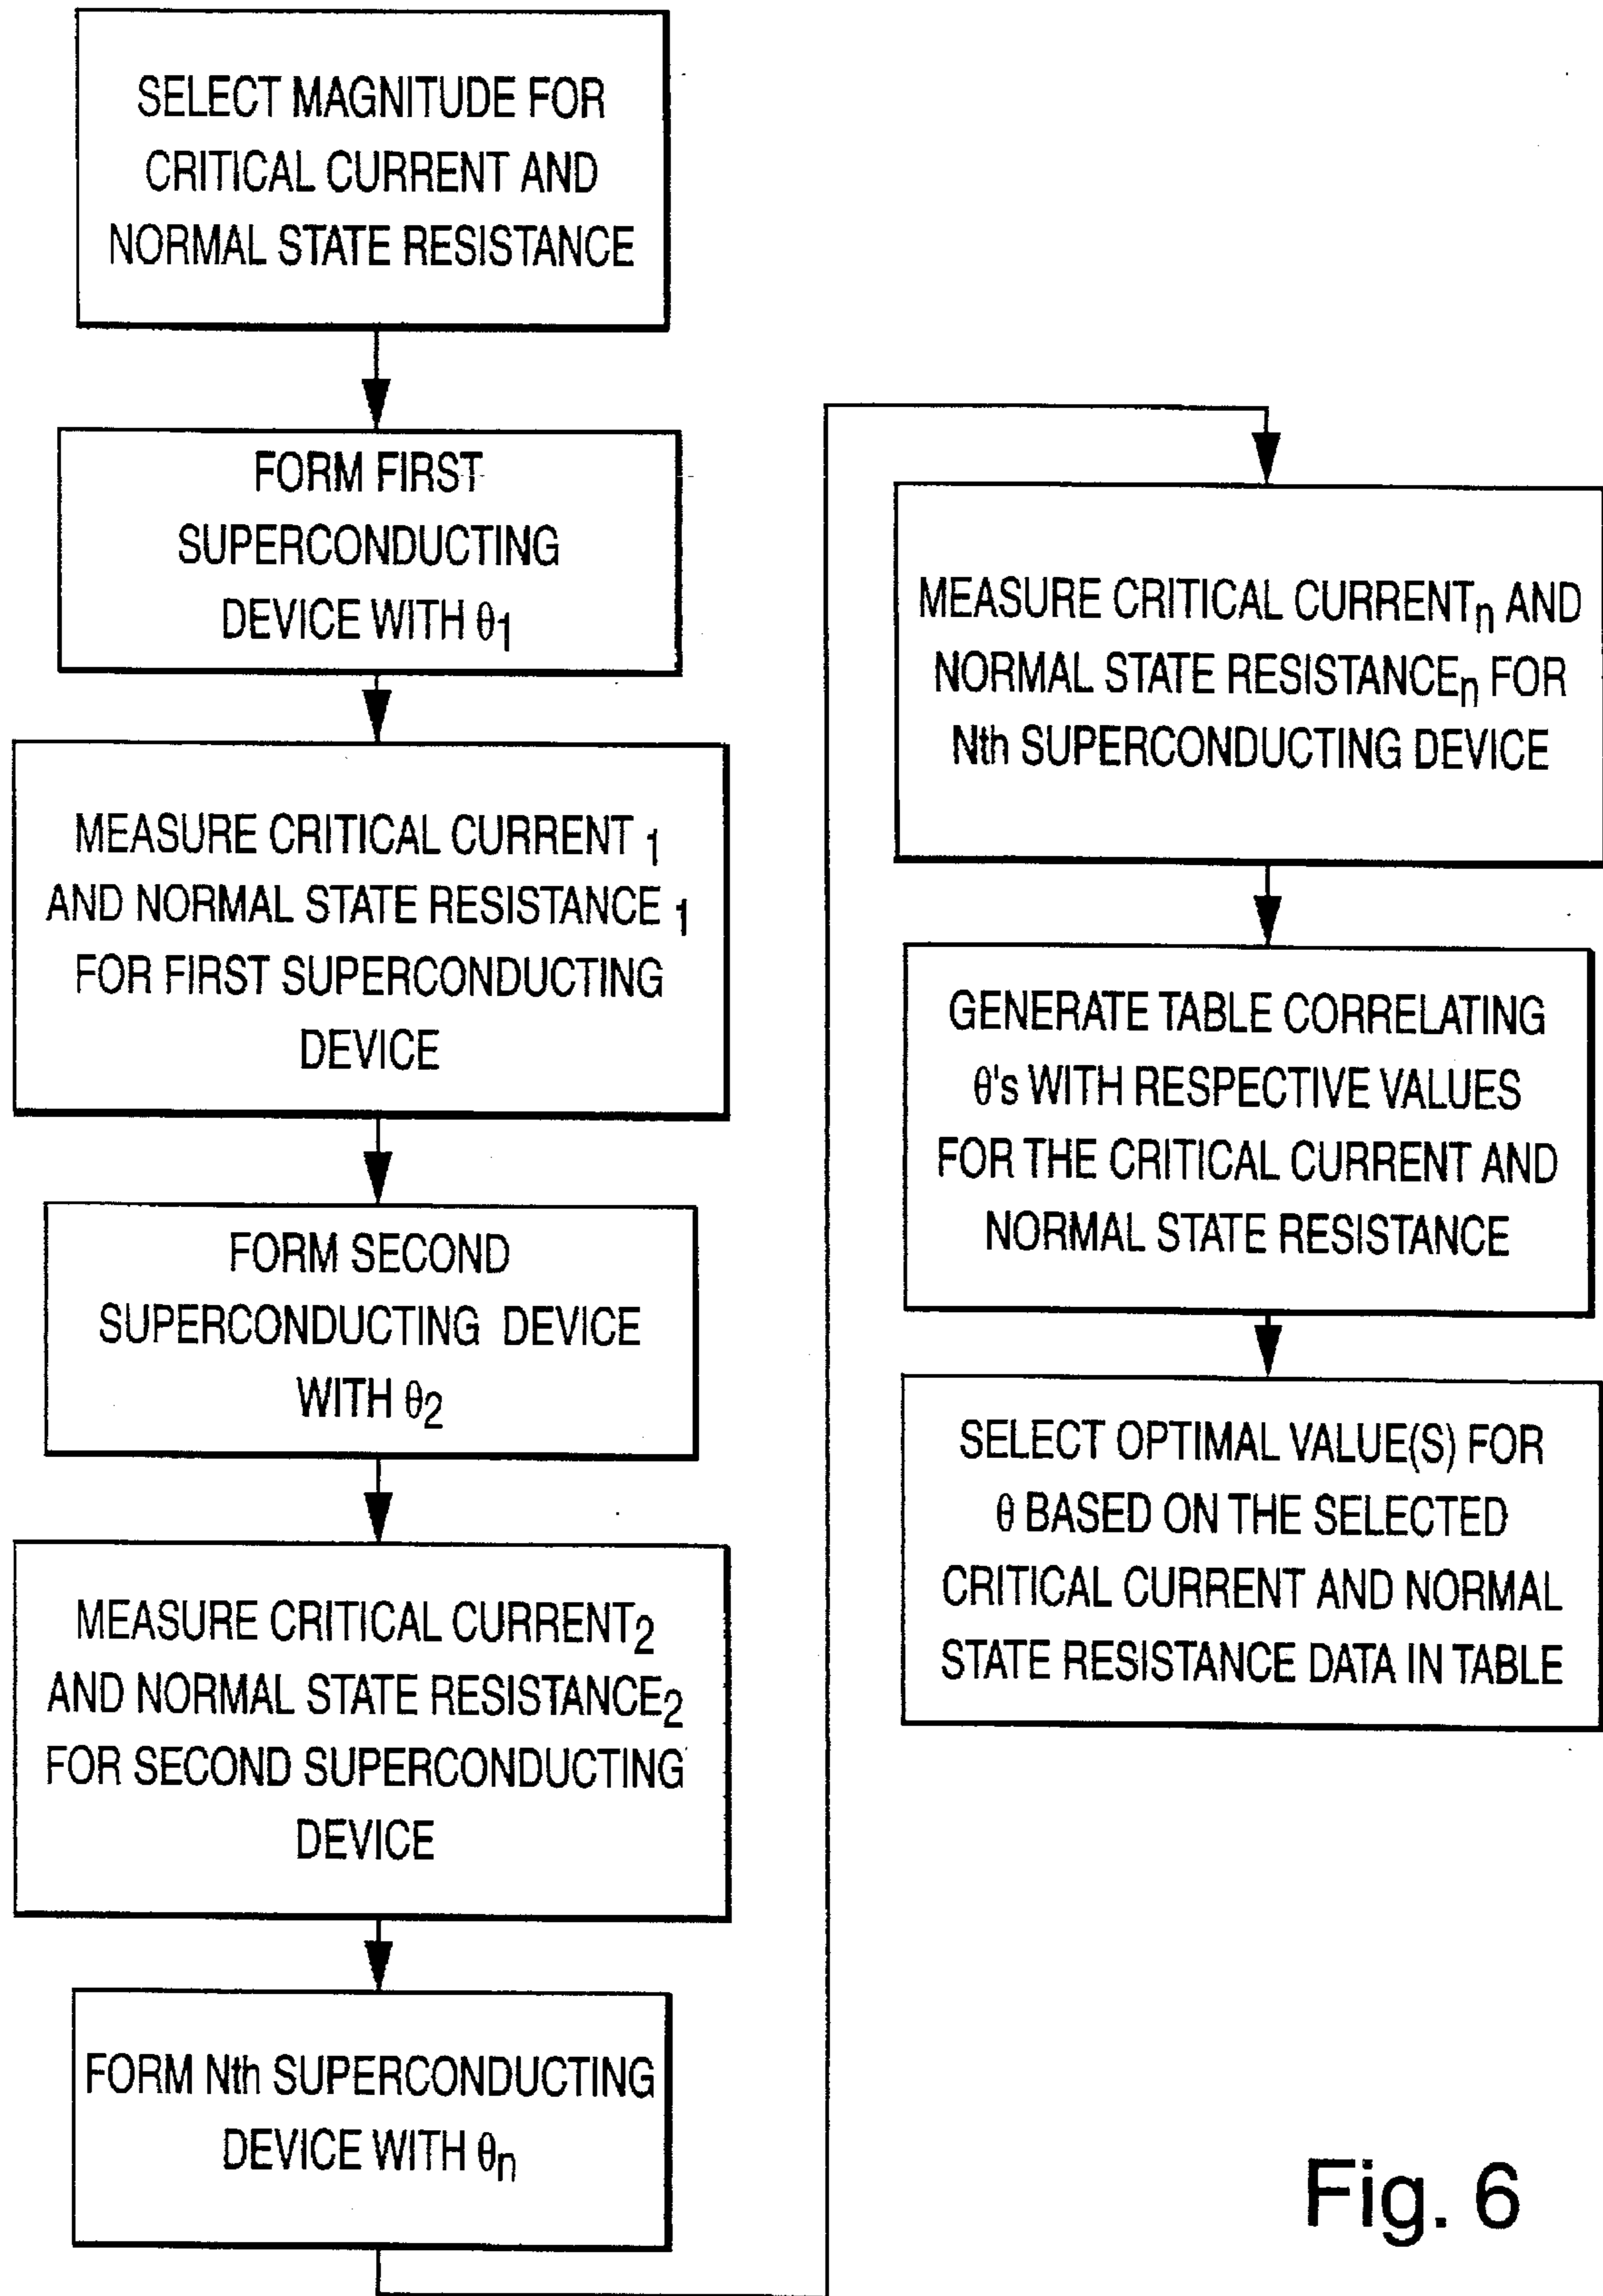 SELECT MAGNITUDE FOR
CRITICAL CURRENT AND
NORMAL STATE RESISTANCE
FORM FIRST
SUPERCONDUCTING
DEVICE WITH θ1
MEASURE CRITICAL CURRENT 1
AND NORMAL STATE RESISTANCE 1
FOR FIRST SUPERCONDUCTING
DEVICE
FORM SECOND
SUPERCONDUCTING DEVICE
WITH θ2
MEASURE CRITICAL CURRENT2
AND NORMAL STATE RESISTANCE2
FOR SECOND SUPERCONDUCTING
DEVICE
FORM Nth SUPERCONDUCTING
DEVICE WITH θn
MEASURE CRITICAL CURRENTn AND
NORMAL STATE RESISTANCEn FOR
Nth SUPERCONDUCTING DEVICE
GENERATE TABLE CORRELATING
θ's WITH RESPECTIVE VALUES
FOR THE CRITICAL CURRENT AND
NORMAL STATE RESISTANCE
SELECT OPTIMAL VALUE(S) FOR
θ BASED ON THE SELECTED
CRITICAL CURRENT AND NORMAL
STATE RESISTANCE DATA IN TABLE
Fig. 6